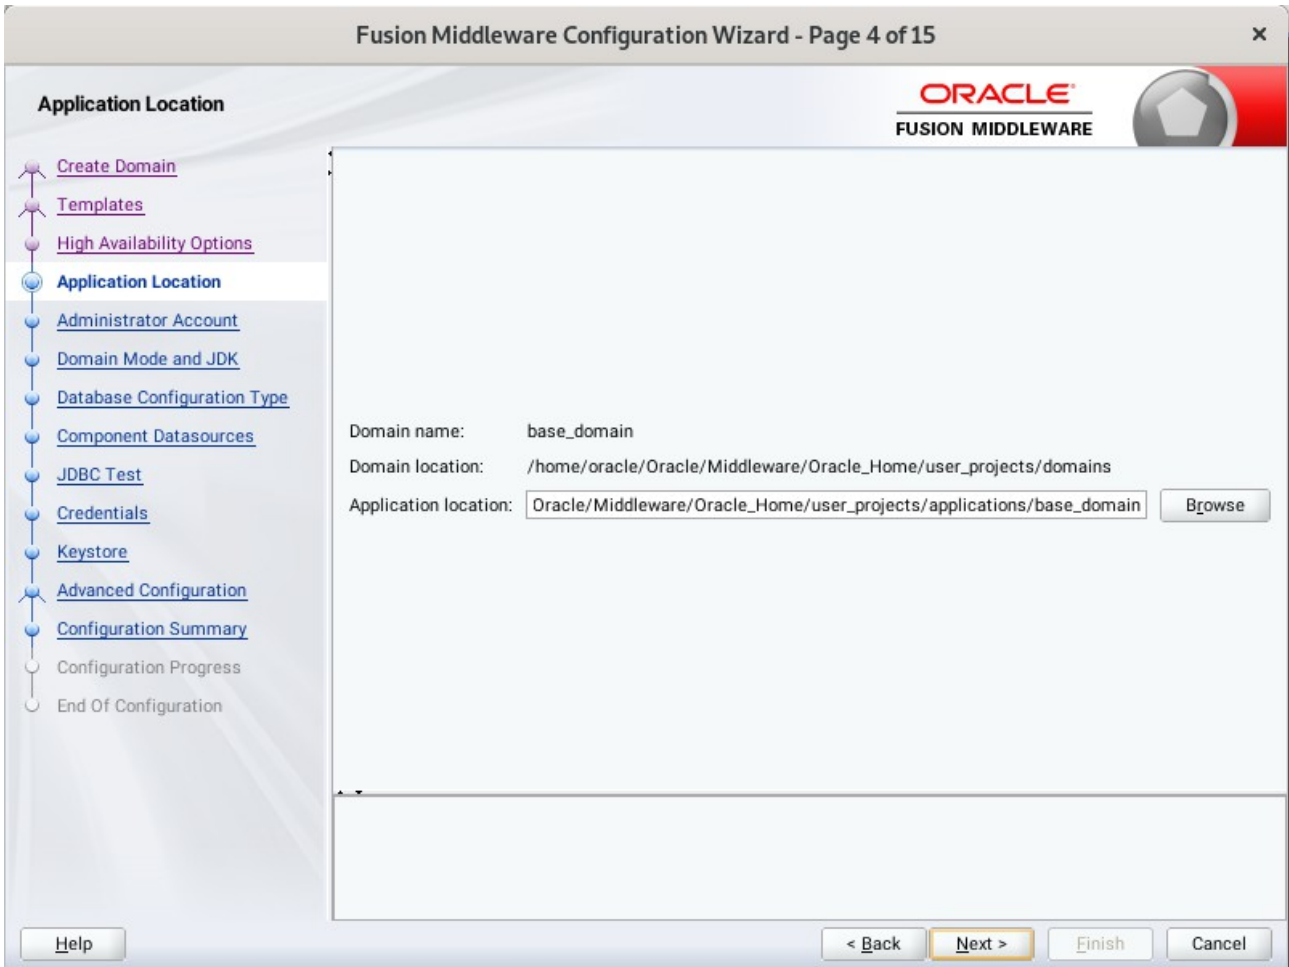 Fusion Middleware Configuration Wizard - Page 4 of 15
Application Location
ORACLE
FUSION MIDDLEWARE
Create Domain
Templates
High Availability Options
Application Location
Administrator Account
Domain Mode and JDK
Database Configuration Type
Component Datasources
JDBC Test
Credentials
Keystore
Advanced Configuration
Configuration Summary
Configuration Progress
End Of Configuration
Domain name: base_domain
Domain location: /home/oracle/Oracle/Middleware/Oracle_Home/user_projects/domains
Application location: Oracle/Middleware/Oracle_Home/user_projects/applications/base_domain Browse
Help < Back Next > Finish Cancel